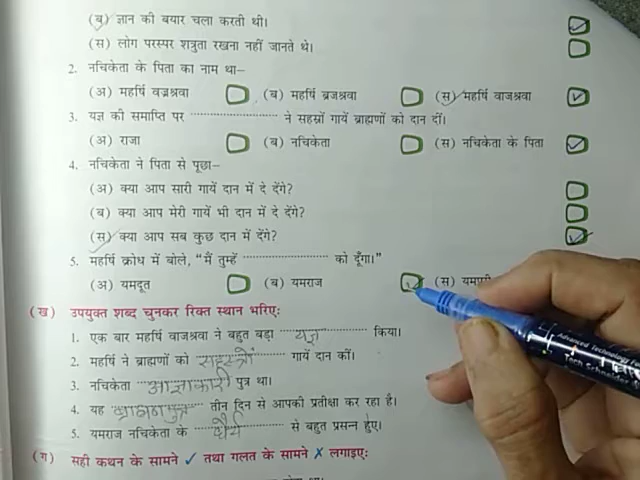 (ब) ज्ञान की बयार चला करती थी।
(स) लोग परस्पर शत्रुता रखना नहीं जानते थे।
2. नचिकेता के पिता का नाम था–
(अ) महर्षि वज्रश्रवा (ब) महर्षि ब्रजश्रवा (स) महर्षि वाजश्रवा
3. यज्ञ की समाप्ति पर ........................ ने सहस्रों गायें ब्राह्मणों को दान दीं।
(अ) राजा (ब) नचिकेता (स) नचिकेता के पिता
4. नचिकेता ने पिता से पूछा–
(अ) क्या आप सारी गायें दान में दे देंगे?
(ब) क्या आप मेरी गायें भी दान में दे देंगे?
(स) क्या आप सब कुछ दान में देंगे?
5. महर्षि क्रोध में बोले, “मैं तुम्हें ........................ को दूँगा।”
(अ) यमदूत (ब) यमराज (स)
(ख) उपयुक्त शब्द चुनकर रिक्त स्थान भरिए:
1. एक बार महर्षि वाजश्रवा ने बहुत बड़ा यज्ञ किया।
2. महर्षि ने ब्राह्मणों को सहस्त्रों गायें दान कीं।
3. नचिकेता आज्ञाकारी पुत्र था।
4. यह ब्राह्मणपुत्र तीन दिन से आपकी प्रतीक्षा कर रहा है।
5. यमराज नचिकेता के धैर्य से बहुत प्रसन्न हुए।
(ग) सही कथन के सामने ✓ तथा गलत के सामने ✗ लगाइए: